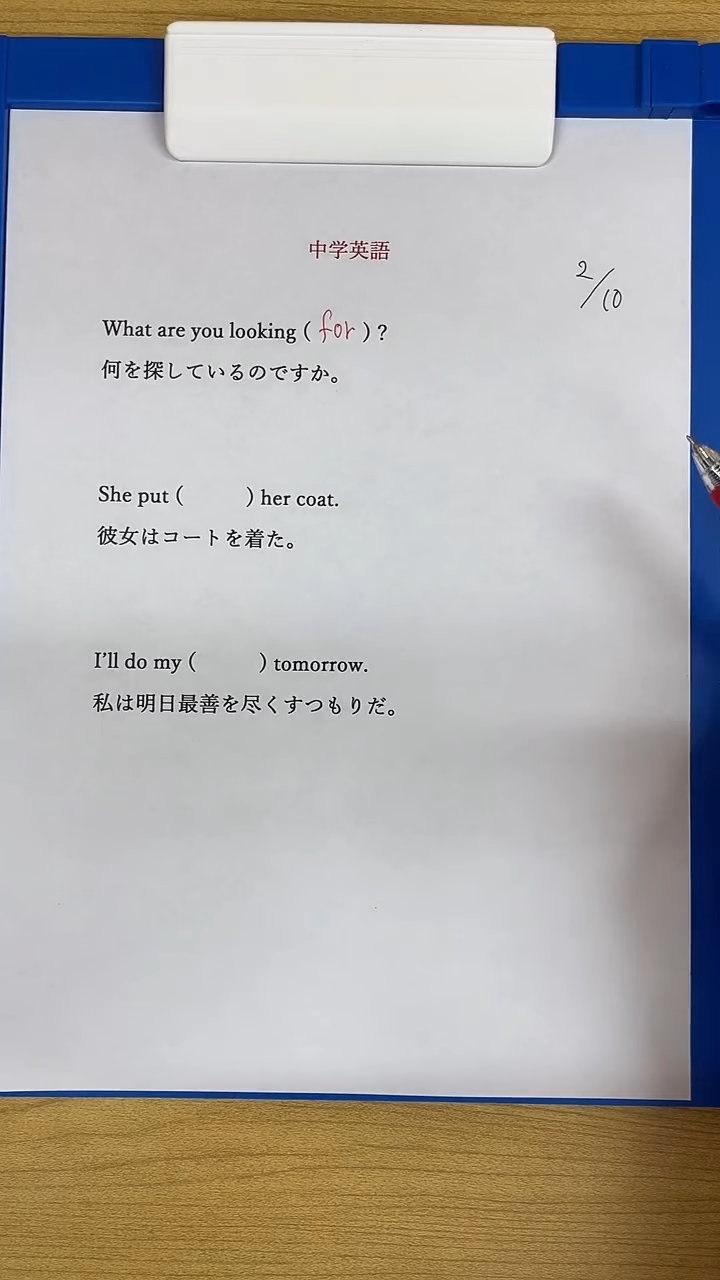 中学英語
2/10
What are you looking ( for ) ?
何を探しているのですか。
She put (          ) her coat.
彼女はコートを着た。
I'll do my (          ) tomorrow.
私は明日最善を尽くすつもりだ。